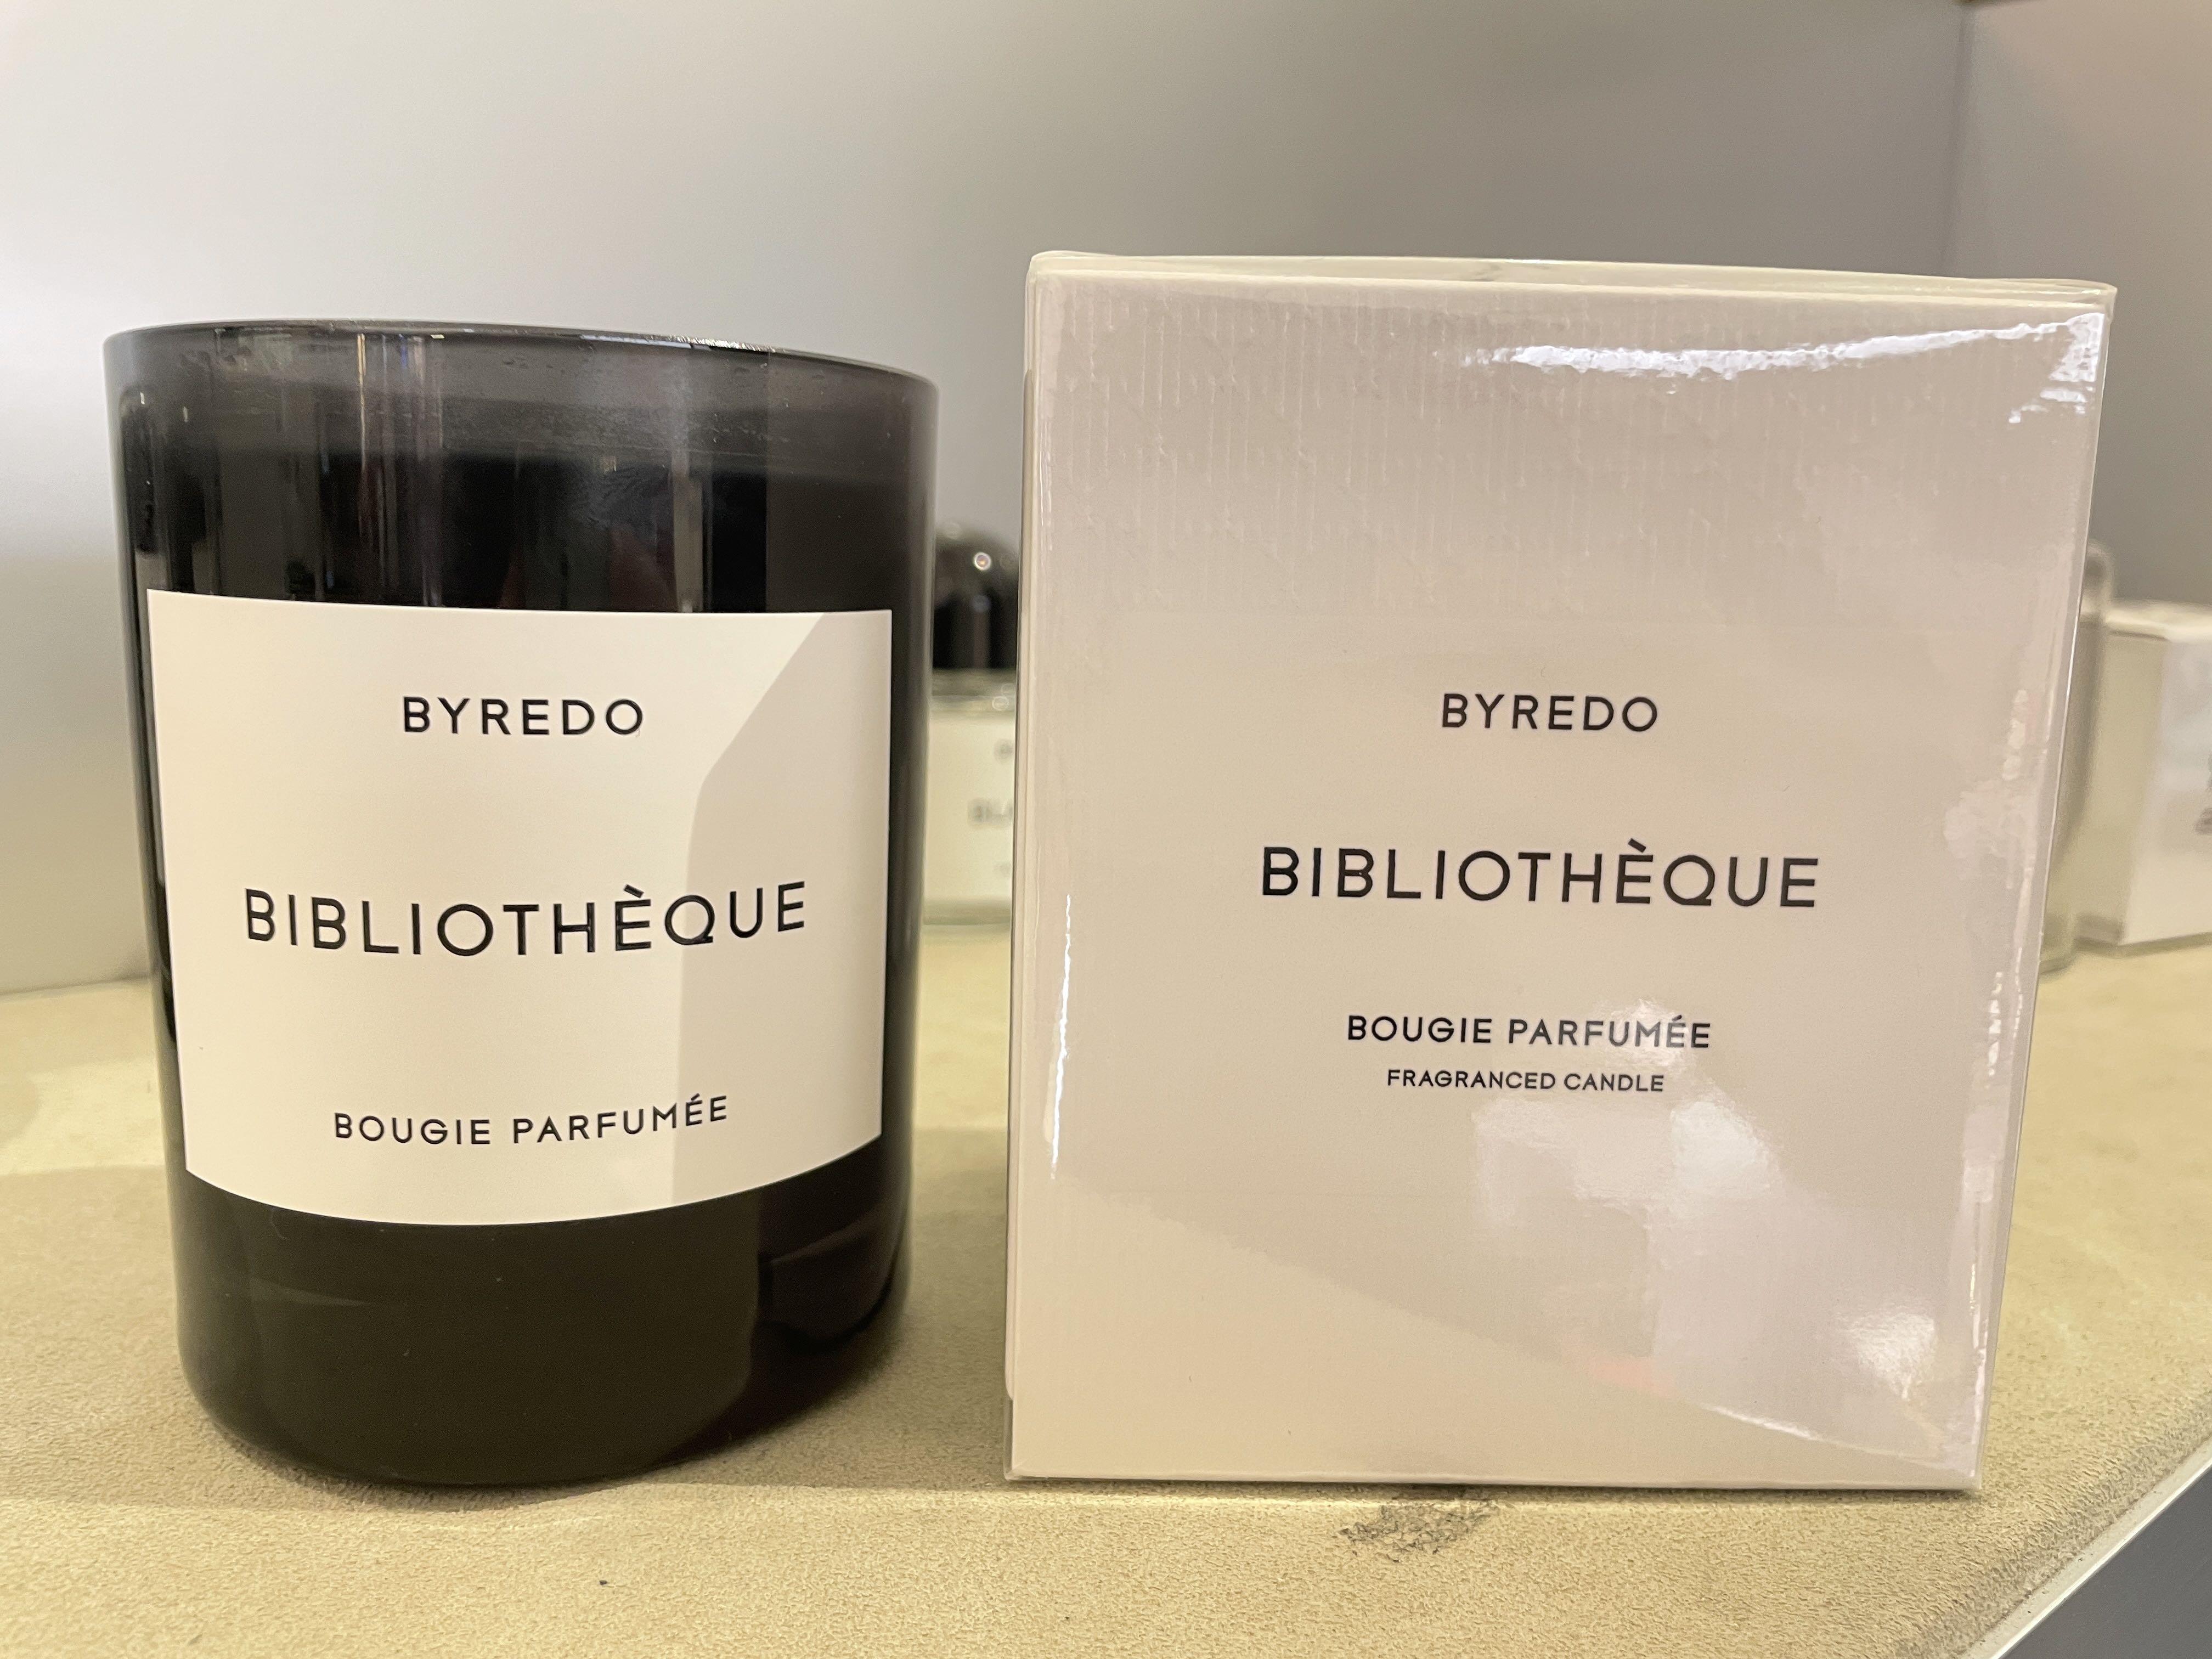 BYREDO
BIBLIOTHÈQUE
BOUGIE PARFUMÉE
BYREDO
BIBLIOTHÈQUE
BOUGIE PARFUMÉE
FRAGRANCED CANDLE